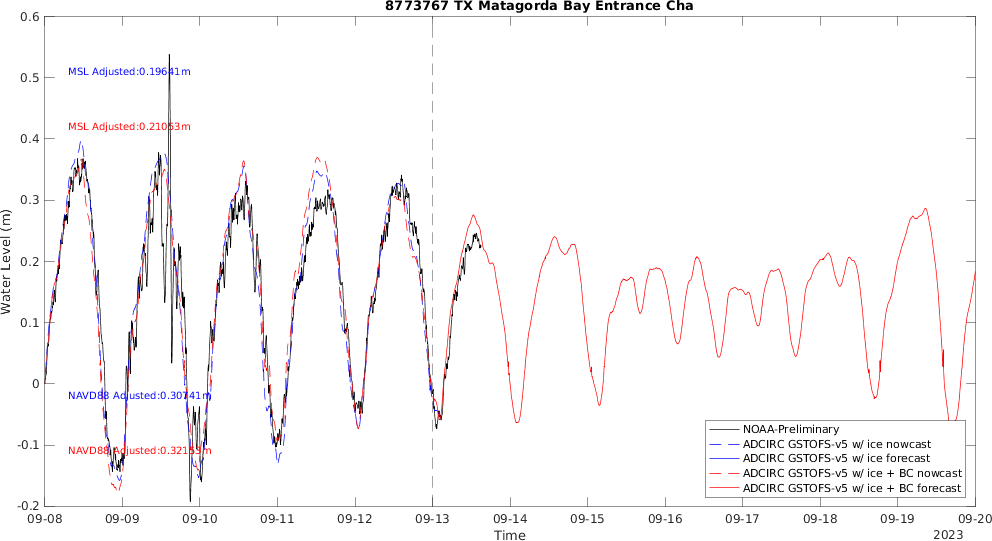 8773767 TX Matagorda Bay Entrance Cha
0.6
0.5
0.4
0.3
0.2
0.1
0
-0.1
-0.2
Water Level (m)
MSL Adjusted:0.19641m
MSL Adjusted:0.21053m
NAVD88 Adjusted:0.30741m
NAVD88 Adjusted:0.32153m
NOAA-Preliminary
ADCIRC GSTOFS-v5 w/ ice nowcast
ADCIRC GSTOFS-v5 w/ ice forecast
ADCIRC GSTOFS-v5 w/ ice + BC nowcast
ADCIRC GSTOFS-v5 w/ ice + BC forecast
09-08 09-09 09-10 09-11 09-12 09-13 09-14 09-15 09-16 09-17 09-18 09-19 09-20
Time
2023